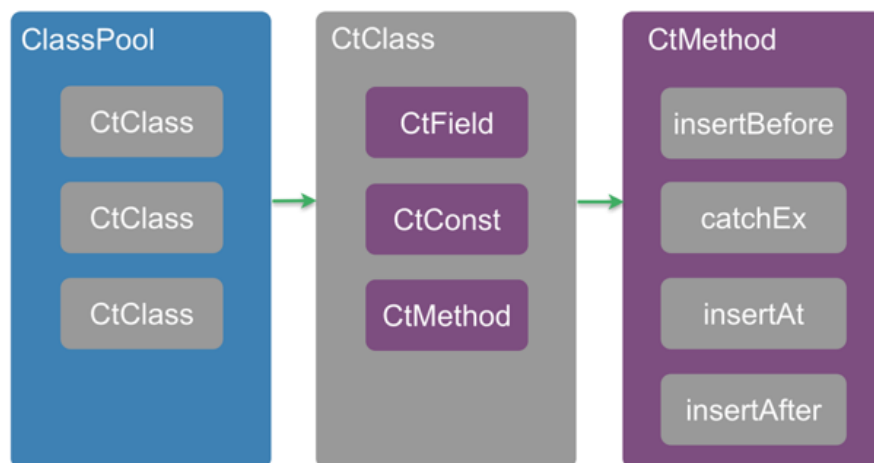 ClassPool
CtClass
CtClass
CtClass
CtClass
CtField
CtConst
CtMethod
CtMethod
insertBefore
catchEx
insertAt
insertAfter